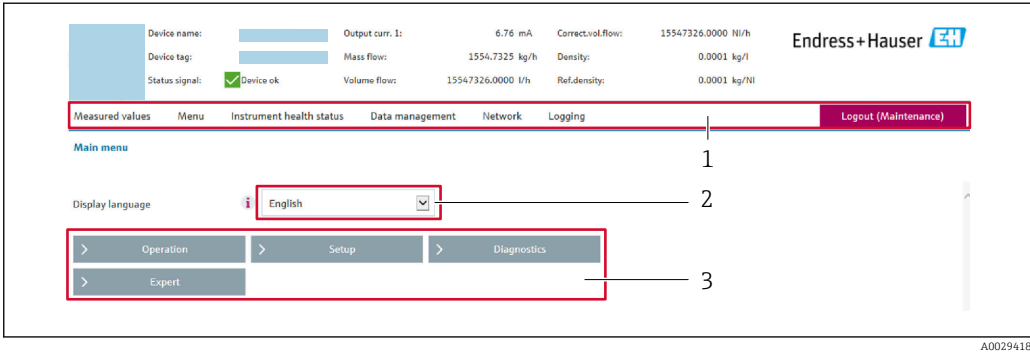 Device name: Output curr. 1: 6.76 mA Correct.vol.flow: 15547326.0000 Nl/h
Endress+Hauser EH
Device tag: Mass flow: 1554.7325 kg/h Density: 0.0001 kg/l
Status signal: Device ok Volume flow: 15547326.0000 l/h Ref.density: 0.0001 kg/Nl
Measured values Menu Instrument health status Data management Network Logging Logout (Maintenance)
1
Main menu
Display language i English 2
> Operation > Setup > Diagnostics
> Expert 3
A0029418